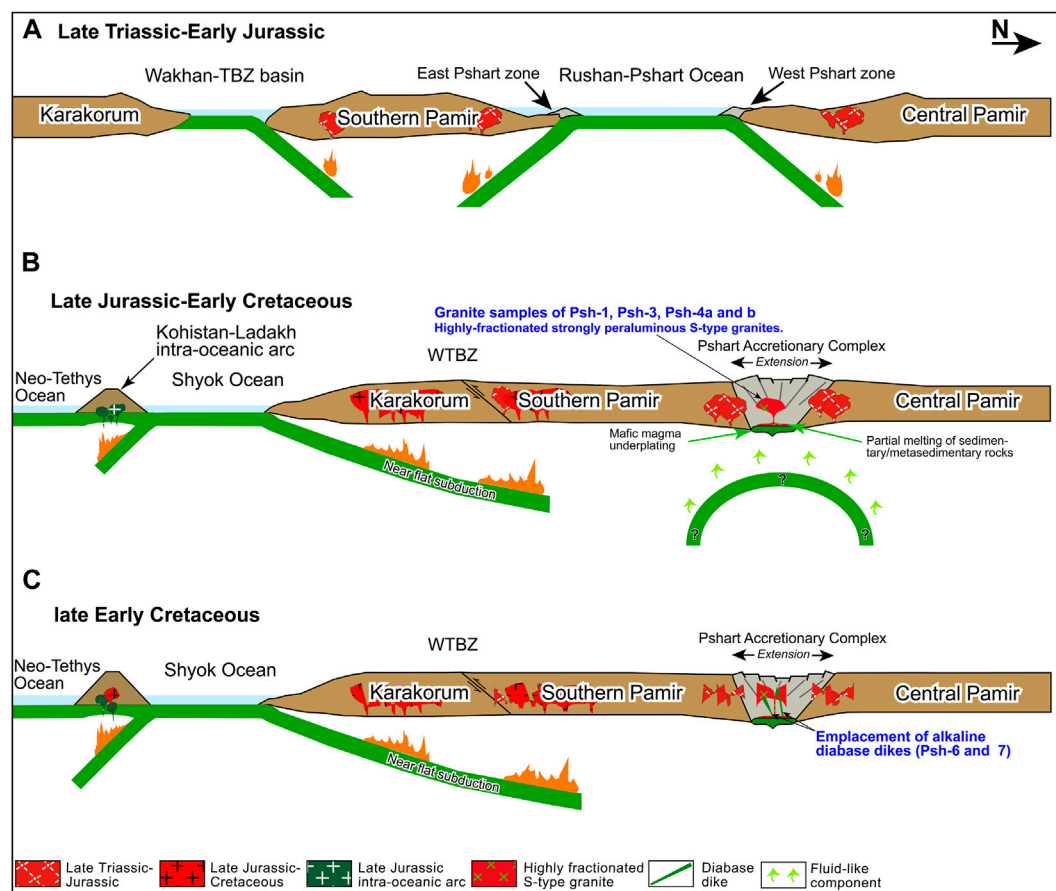 A Late Triassic-Early Jurassic
N
Wakhan-TBZ basin
East Pshart zone
Rushan-Pshart Ocean
West Pshart zone
Karakorum
Southern Pamir
Central Pamir
B
Late Jurassic-Early Cretaceous
Kohistan-Ladakh
intra-oceanic arc
Neo-Tethys
Ocean
Shyok Ocean
WTBZ
Granite samples of Psh-1, Psh-3, Psh-4a and b
Highly-fractionated strongly peraluminous S-type granites.
Pshart Accretionary Complex
Extension
Karakorum
Southern Pamir
Central Pamir
Mafic magma
underplating
Partial melting of sedimen-
tary/metasedimentary rocks
Near flat subduction
?
?
?
C
late Early Cretaceous
Neo-Tethys
Ocean
Shyok Ocean
WTBZ
Pshart Accretionary Complex
Extension
Karakorum
Southern Pamir
Central Pamir
Emplacement of alkaline
diabase dikes (Psh-6 and 7)
Near flat subduction
Late Triassic-
Jurassic
Late Jurassic-
Cretaceous
Late Jurassic
intra-oceanic arc
Highly fractionated
S-type granite
Diabase
dike
Fluid-like
component